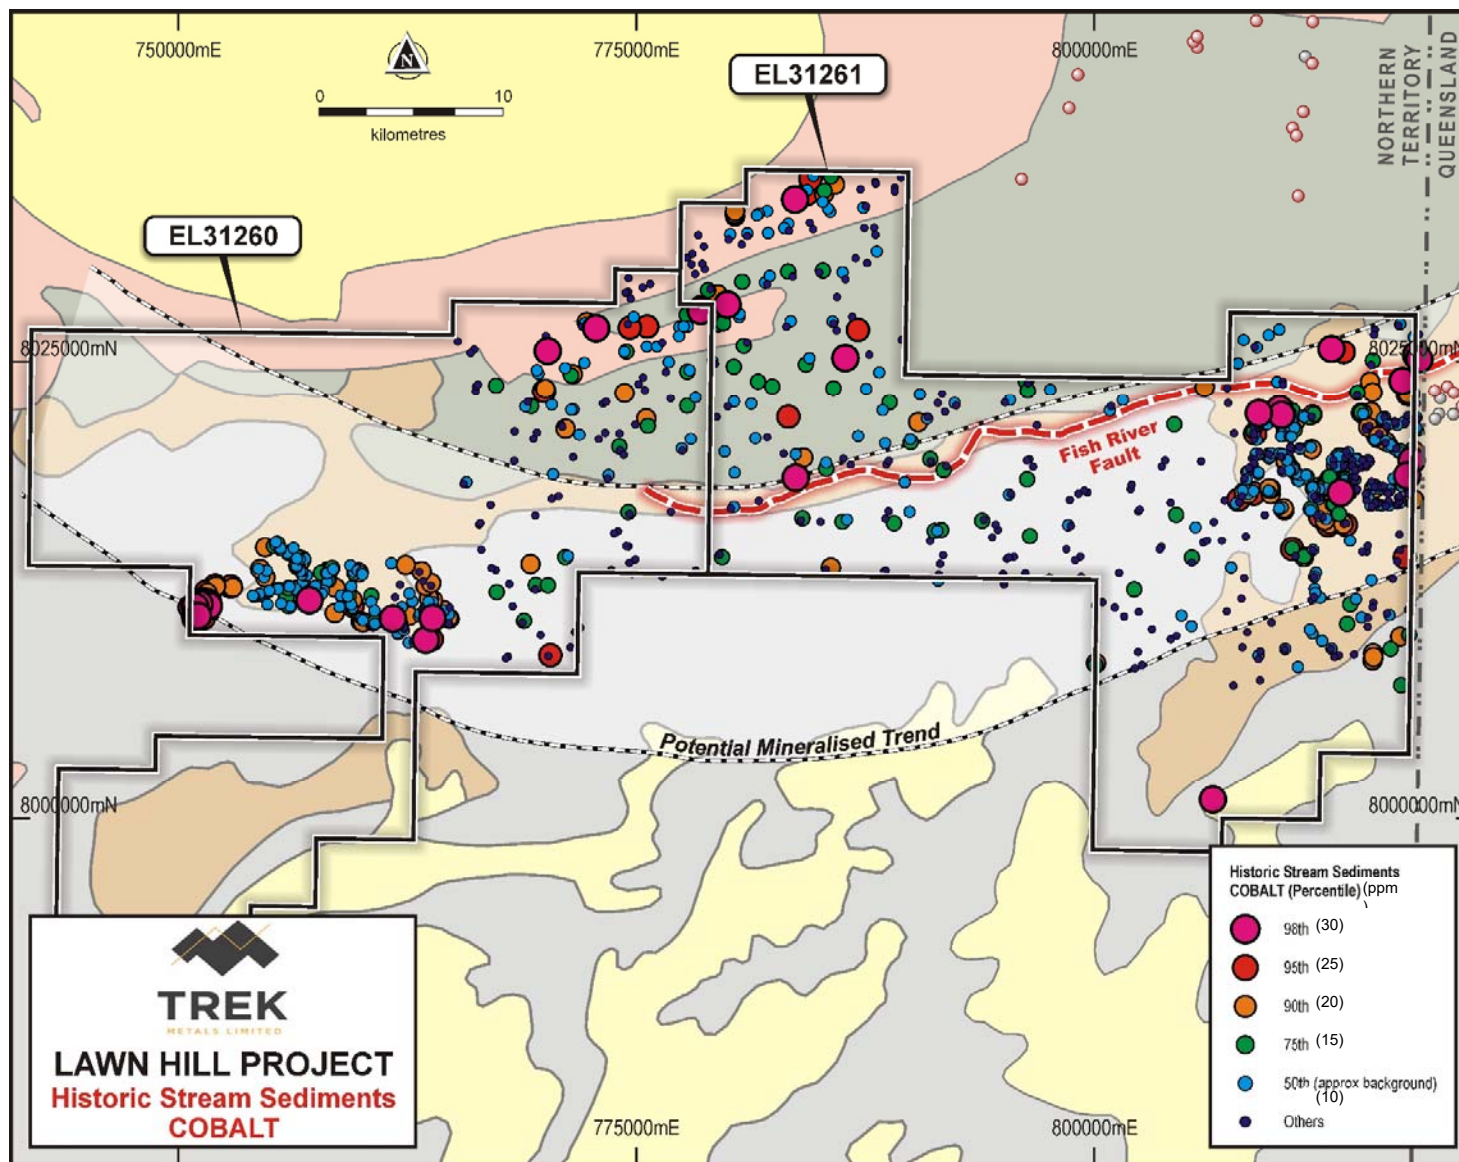 750000mE
775000mE
800000mE
N
0
10
kilometres
EL31261
EL31260
NORTHERN
TERRITORY
QUEENSLAND
8025000mN
8025000mN
Fish River
Fault
Potential Mineralised Trend
8000000mN
8000000mN
Historic Stream Sediments
COBALT (Percentile) (ppm
)
98th (30)
95th (25)
90th (20)
75th (15)
50th (approx background)
(10)
Others
TREK
METALS LIMITED
LAWN HILL PROJECT
Historic Stream Sediments
COBALT
775000mE
800000mE